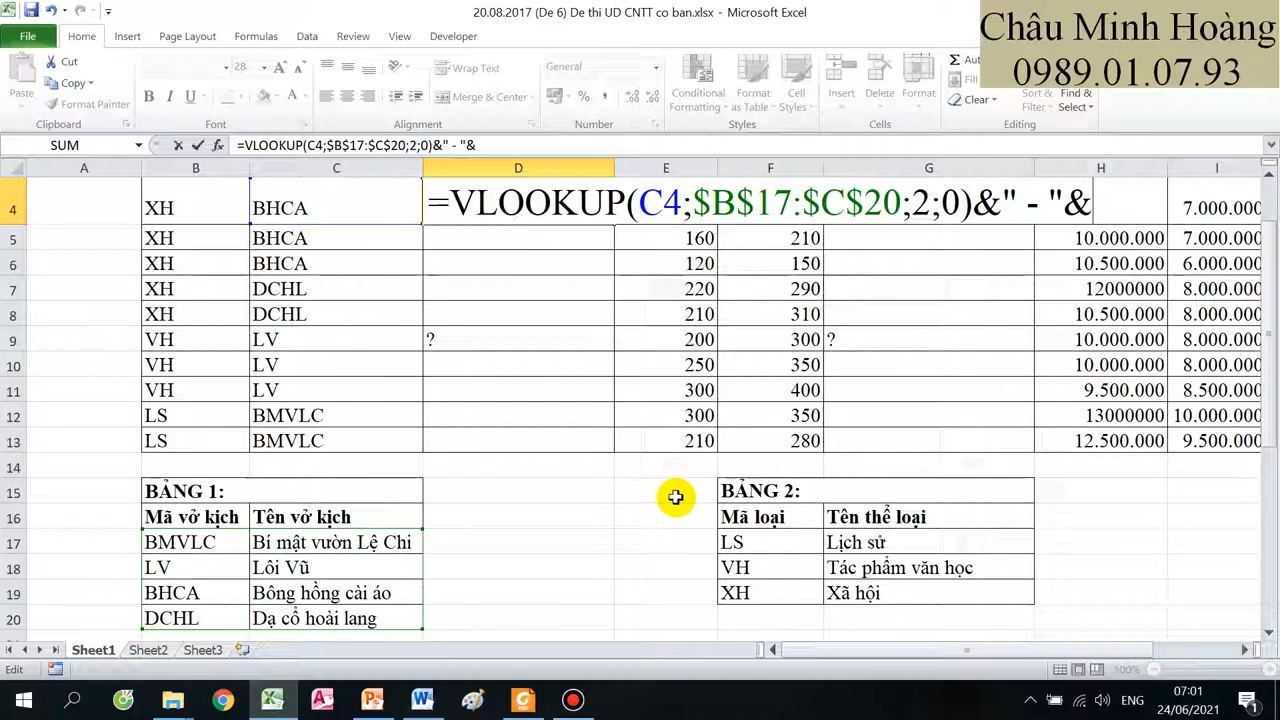 20.08.2017 (De 6) De thi UD CNTT co ban.xlsx - Microsoft Excel
Châu Minh Hoàng
0989.01.07.93
File Home Insert Page Layout Formulas Data Review View Developer
Cut
Copy
Format Painter
Paste
Clipboard
28
Font
Wrap Text
Merge & Center
Alignment
General
Number
Conditional Formatting
Format as Table
Cell Styles
Styles
Insert Delete Format
Cells
Fill
Clear
Sort & Filter
Find & Select
Editing
SUM =VLOOKUP(C4;$B$17:$C$20;2;0)&" - "&
A B C D E F G H I
4 XH BHCA =VLOOKUP(C4;$B$17:$C$20;2;0)&" - "& 7.000.000
5 XH BHCA 160 210 10.000.000 7.000.000
6 XH BHCA 120 150 10.500.000 6.000.000
7 XH DCHL 220 290 12000000 8.000.000
8 XH DCHL 210 310 10.500.000 8.000.000
9 VH LV ? 200 300 ? 10.000.000 8.000.000
10 VH LV 250 350 10.000.000 8.000.000
11 VH LV 300 400 9.500.000 8.500.000
12 LS BMVLC 300 350 13000000 10.000.000
13 LS BMVLC 210 280 12.500.000 9.500.000
14
15 BẢNG 1: BẢNG 2:
16 Mã vở kịch Tên vở kịch Mã loại Tên thể loại
17 BMVLC Bí mật vườn Lệ Chi LS Lịch sử
18 LV Lôi Vũ VH Tác phẩm văn học
19 BHCA Bông hồng cài áo XH Xã hội
20 DCHL Dạ cổ hoài lang
Sheet1 Sheet2 Sheet3
Edit 100%
ENG
07:01
24/06/2021